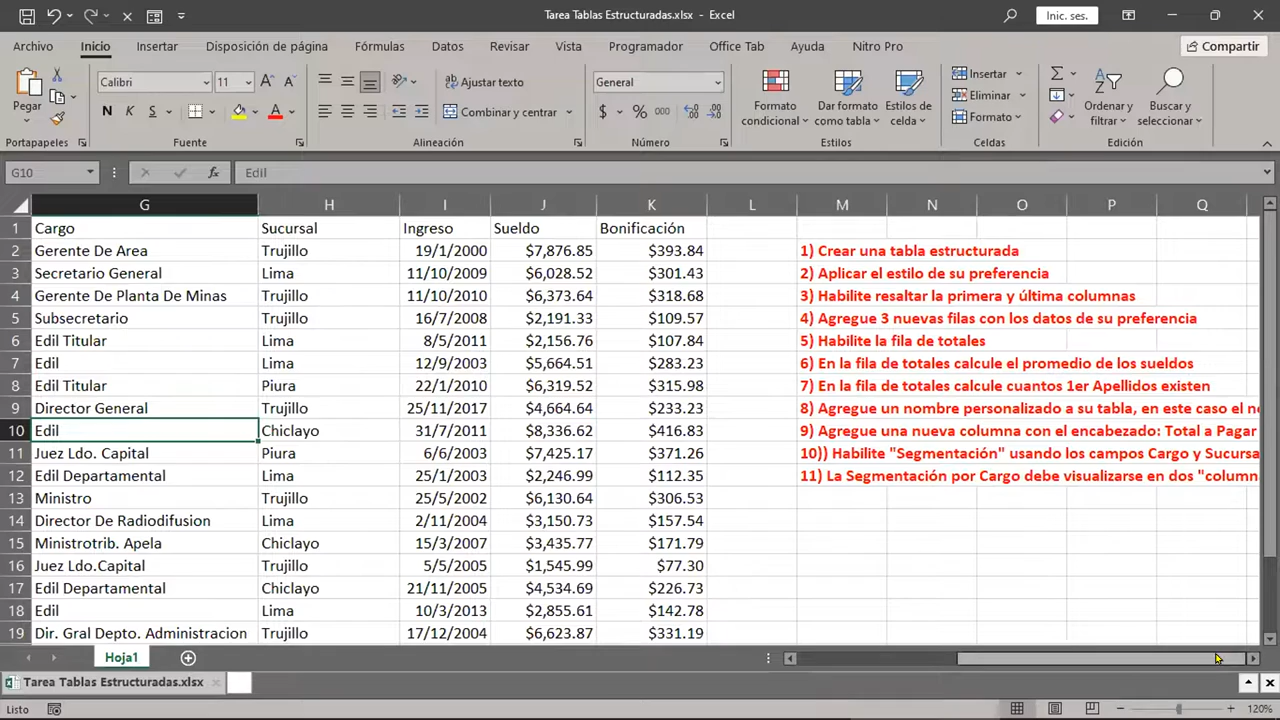 Tarea Tablas Estructuradas.xlsx - Excel
Inic. ses.
Archivo Inicio Insertar Disposición de página Fórmulas Datos Revisar Vista Programador Office Tab Ayuda Nitro Pro Compartir
Pegar
Calibri 11
N K S
Ajustar texto
Combinar y centrar
General
$ % 000
Formato condicional
Dar formato como tabla
Estilos de celda
Insertar
Eliminar
Formato
Ordenar y filtrar
Buscar y seleccionar
Portapapeles Fuente Alineación Número Estilos Celdas Edición
G10 fx Edil
G H I J K L M N O P Q
1 Cargo Sucursal Ingreso Sueldo Bonificación
2 Gerente De Area Trujillo 19/1/2000 $7,876.85 $393.84 1) Crear una tabla estructurada
3 Secretario General Lima 11/10/2009 $6,028.52 $301.43 2) Aplicar el estilo de su preferencia
4 Gerente De Planta De Minas Trujillo 11/10/2010 $6,373.64 $318.68 3) Habilite resaltar la primera y última columnas
5 Subsecretario Trujillo 16/7/2008 $2,191.33 $109.57 4) Agregue 3 nuevas filas con los datos de su preferencia
6 Edil Titular Lima 8/5/2011 $2,156.76 $107.84 5) Habilite la fila de totales
7 Edil Lima 12/9/2003 $5,664.51 $283.23 6) En la fila de totales calcule el promedio de los sueldos
8 Edil Titular Piura 22/1/2010 $6,319.52 $315.98 7) En la fila de totales calcule cuantos 1er Apellidos existen
9 Director General Trujillo 25/11/2017 $4,664.64 $233.23 8) Agregue un nombre personalizado a su tabla, en este caso el no
10 Edil Chiclayo 31/7/2011 $8,336.62 $416.83 9) Agregue una nueva columna con el encabezado: Total a Pagar
11 Juez Ldo. Capital Piura 6/6/2003 $7,425.17 $371.26 10)) Habilite "Segmentación" usando los campos Cargo y Sucursa
12 Edil Departamental Lima 25/1/2003 $2,246.99 $112.35 11) La Segmentación por Cargo debe visualizarse en dos "column
13 Ministro Trujillo 25/5/2002 $6,130.64 $306.53
14 Director De Radiodifusion Lima 2/11/2004 $3,150.73 $157.54
15 Ministrotrib. Apela Chiclayo 15/3/2007 $3,435.77 $171.79
16 Juez Ldo.Capital Trujillo 5/5/2005 $1,545.99 $77.30
17 Edil Departamental Chiclayo 21/11/2005 $4,534.69 $226.73
18 Edil Lima 10/3/2013 $2,855.61 $142.78
19 Dir. Gral Depto. Administracion Trujillo 17/12/2004 $6,623.87 $331.19
Hoja1
Tarea Tablas Estructuradas.xlsx
Listo 120%